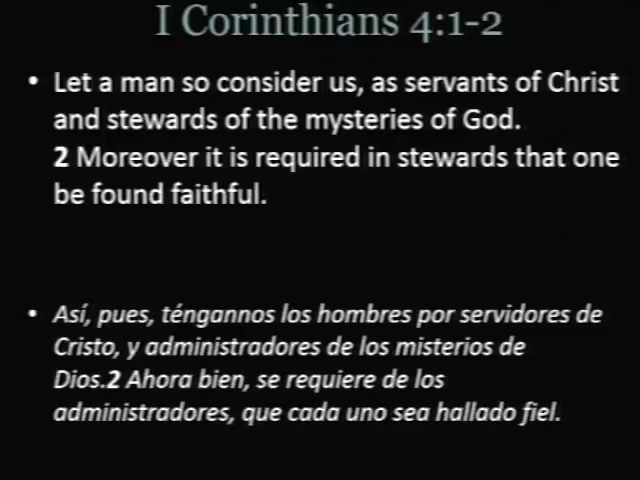 I Corinthians 4:1-2
• Let a man so consider us, as servants of Christ
and stewards of the mysteries of God.
2 Moreover it is required in stewards that one
be found faithful.
• Así, pues, téngannos los hombres por servidores de
Cristo, y administradores de los misterios de
Dios.2 Ahora bien, se requiere de los
administradores, que cada uno sea hallado fiel.